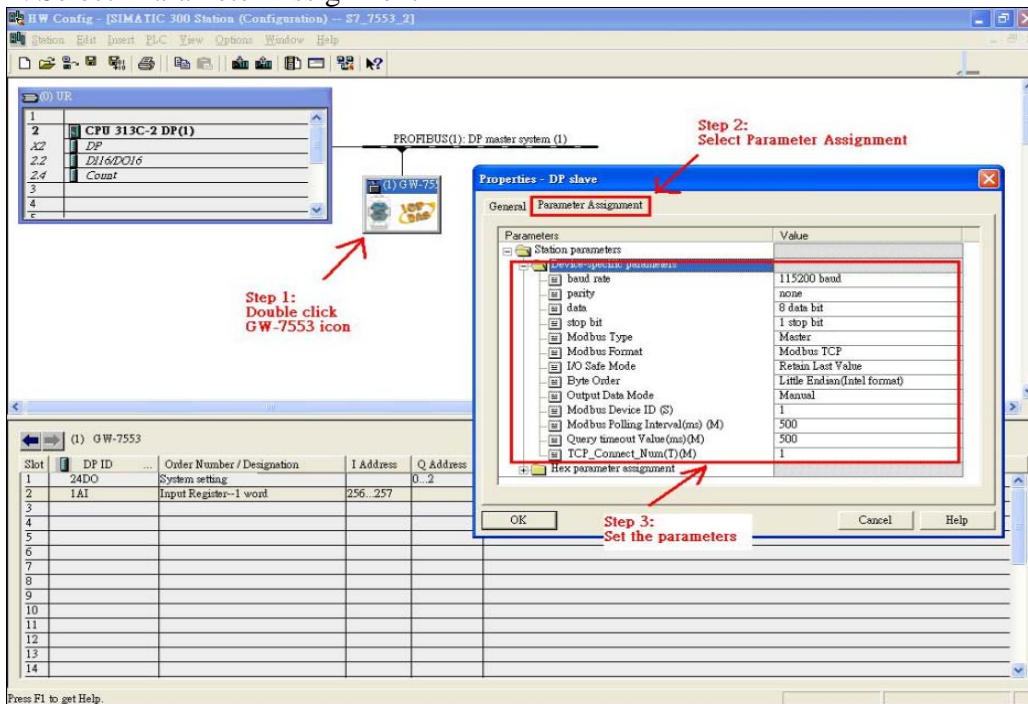 HW Config - [SIMATIC 300 Station (Configuration) -- S7_7553_2]
Station Edit Insert PLC View Options Window Help
(0) UR
1
2 CPU 313C-2 DP(1)
X2 DP
2.2 DI16/DO16
2.4 Count
3
4
PROFIBUS(1): DP master system (1)
(1) GW-75
Step 1:
Double click
GW-7553 icon
Step 2:
Select Parameter Assignment
Properties - DP slave
General Parameter Assignment
Parameters Value
Station parameters
Device-specific parameters
baud rate 115200 baud
parity none
data 8 data bit
stop bit 1 stop bit
Modbus Type Master
Modbus Format Modbus TCP
I/O Safe Mode Retain Last Value
Byte Order Little Endian(Intel format)
Output Data Mode Manual
Modbus Device ID (S) 1
Modbus Polling Interval(ms) (M) 500
Query timeout Value(ms)(M) 500
TCP_Connect_Num(T)(M) 1
Hex parameter assignment
OK Cancel Help
Step 3:
Set the parameters
(1) GW-7553
Slot DP ID ... Order Number / Designation I Address Q Address
1 24DO System setting 0...2
2 1AI Input Register--1 word 256...257
3
4
5
6
7
8
9
10
11
12
13
14
Press F1 to get Help.